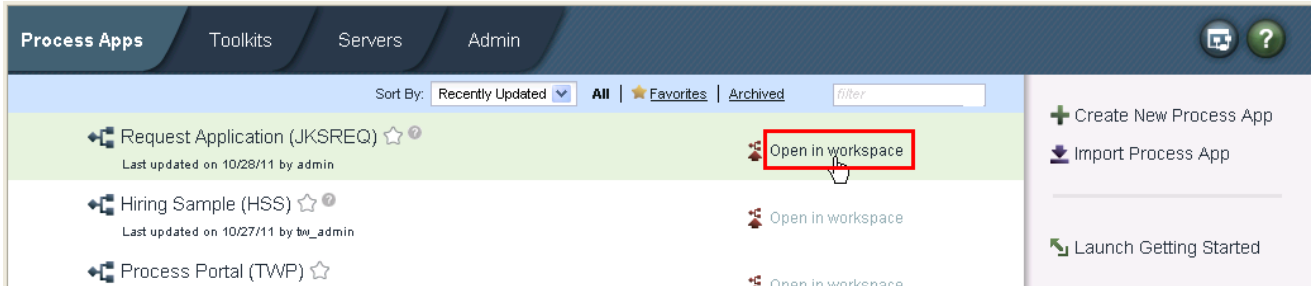 Process Apps Toolkits Servers Admin
Sort By: Recently Updated All | Favorites | Archived filter
Request Application (JKSREQ)
Last updated on 10/28/11 by admin
Open in workspace
Hiring Sample (HSS)
Last updated on 10/27/11 by tw_admin
Open in workspace
Process Portal (TWP)
Open in workspace
Create New Process App
Import Process App
Launch Getting Started